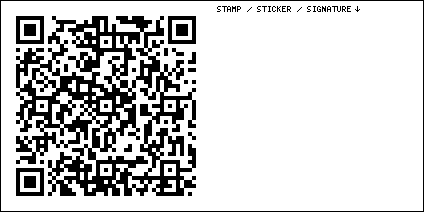 STAMP / STICKER / SIGNATURE ↓